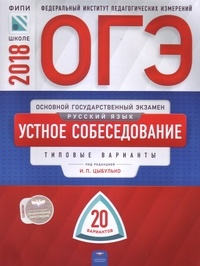 ФИПИ
ШКОЛЕ
2018
ФЕДЕРАЛЬНЫЙ ИНСТИТУТ ПЕДАГОГИЧЕСКИХ ИЗМЕРЕНИЙ
ОГЭ
ОСНОВНОЙ ГОСУДАРСТВЕННЫЙ ЭКЗАМЕН
РУССКИЙ ЯЗЫК
УСТНОЕ СОБЕСЕДОВАНИЕ
ТИПОВЫЕ ВАРИАНТЫ
ПОД РЕДАКЦИЕЙ
И.П. ЦЫБУЛЬКО
20
ВАРИАНТОВ